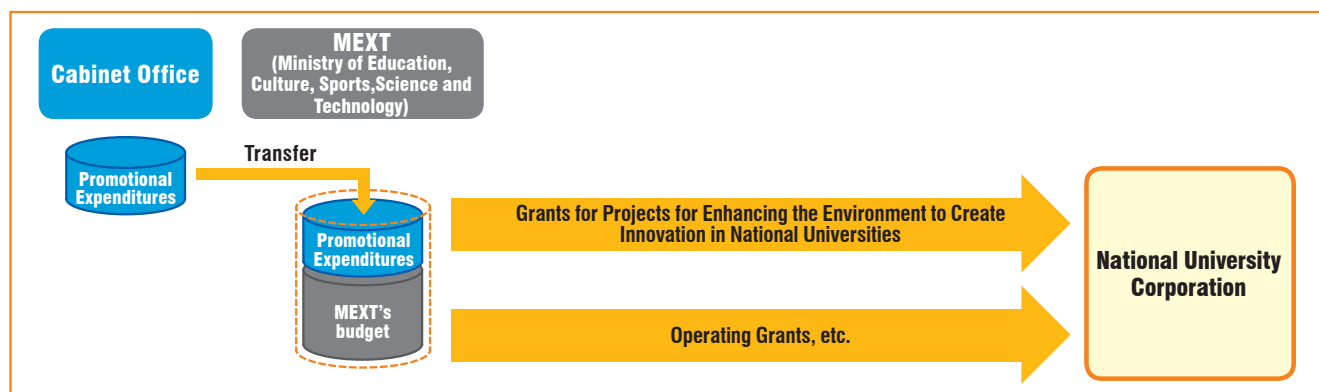 Cabinet Office
MEXT
(Ministry of Education,
Culture, Sports,Science and
Technology)
Promotional
Expenditures
Transfer
Promotional
Expenditures
MEXT's
budget
Grants for Projects for Enhancing the Environment to Create
Innovation in National Universities
Operating Grants, etc.
National University
Corporation